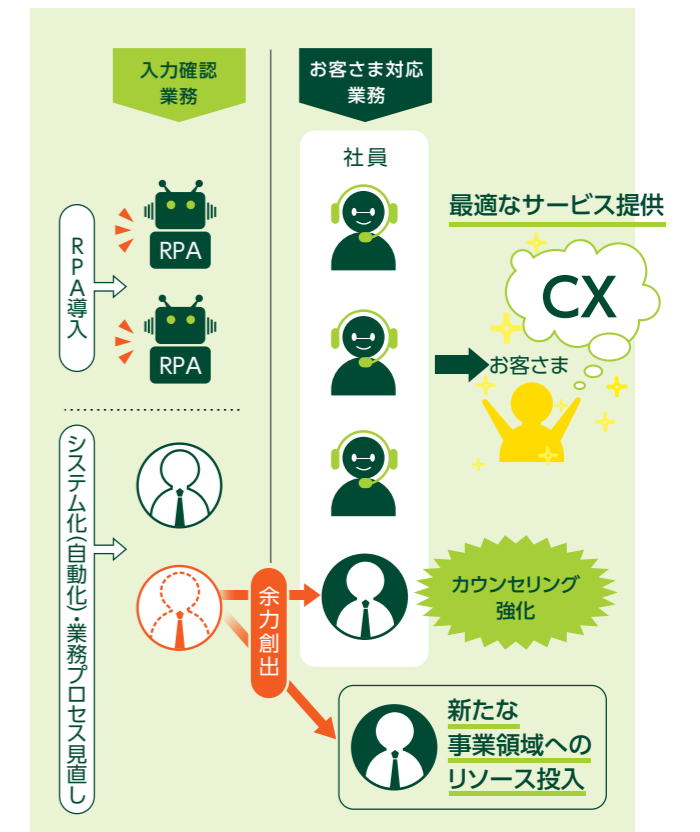 入力確認
業務
お客さま対応
業務
社員
RPA導入
RPA
RPA
最適なサービス提供
CX
お客さま
システム化(自動化)・業務プロセス見直し
余力創出
カウンセリング
強化
新たな
事業領域への
リソース投入